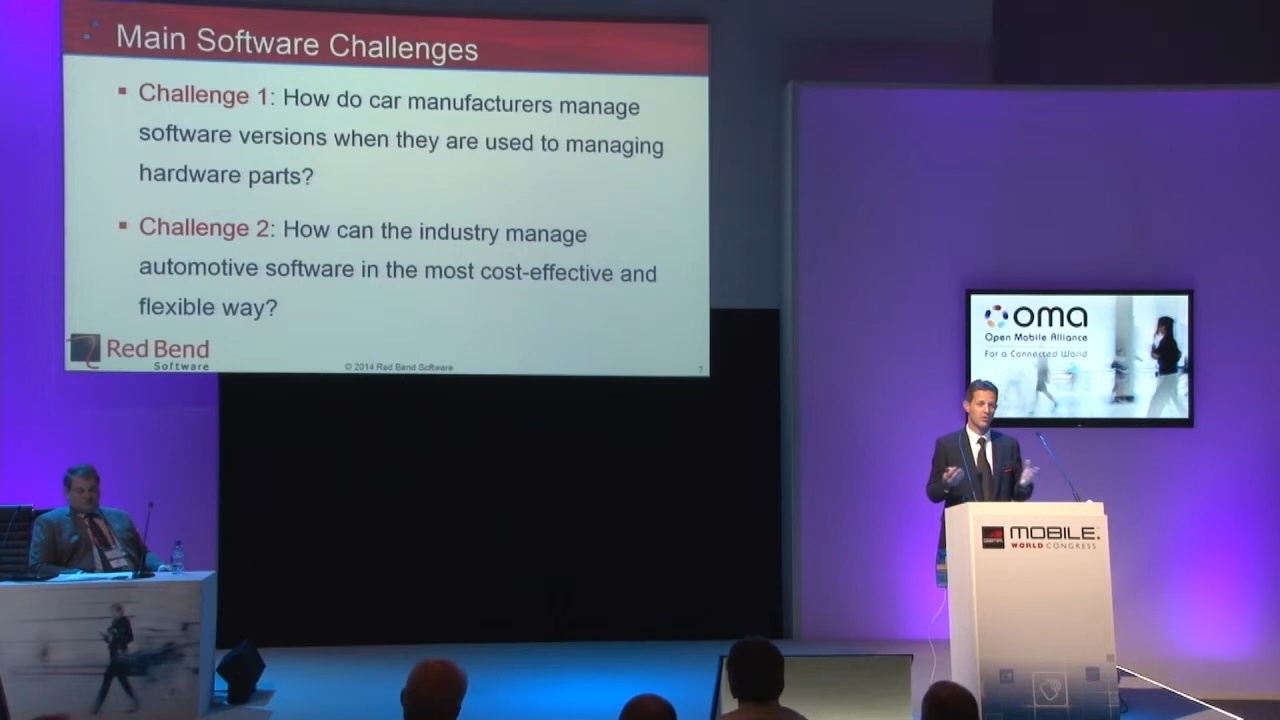 Main Software Challenges
Challenge 1: How do car manufacturers manage
software versions when they are used to managing
hardware parts?
Challenge 2: How can the industry manage
automotive software in the most cost-effective and
flexible way?
Red Bend
Software
© 2014 Red Bend Software
7
oma
Open Mobile Alliance
For a Connected World
MOBILE
WORLD CONGRESS